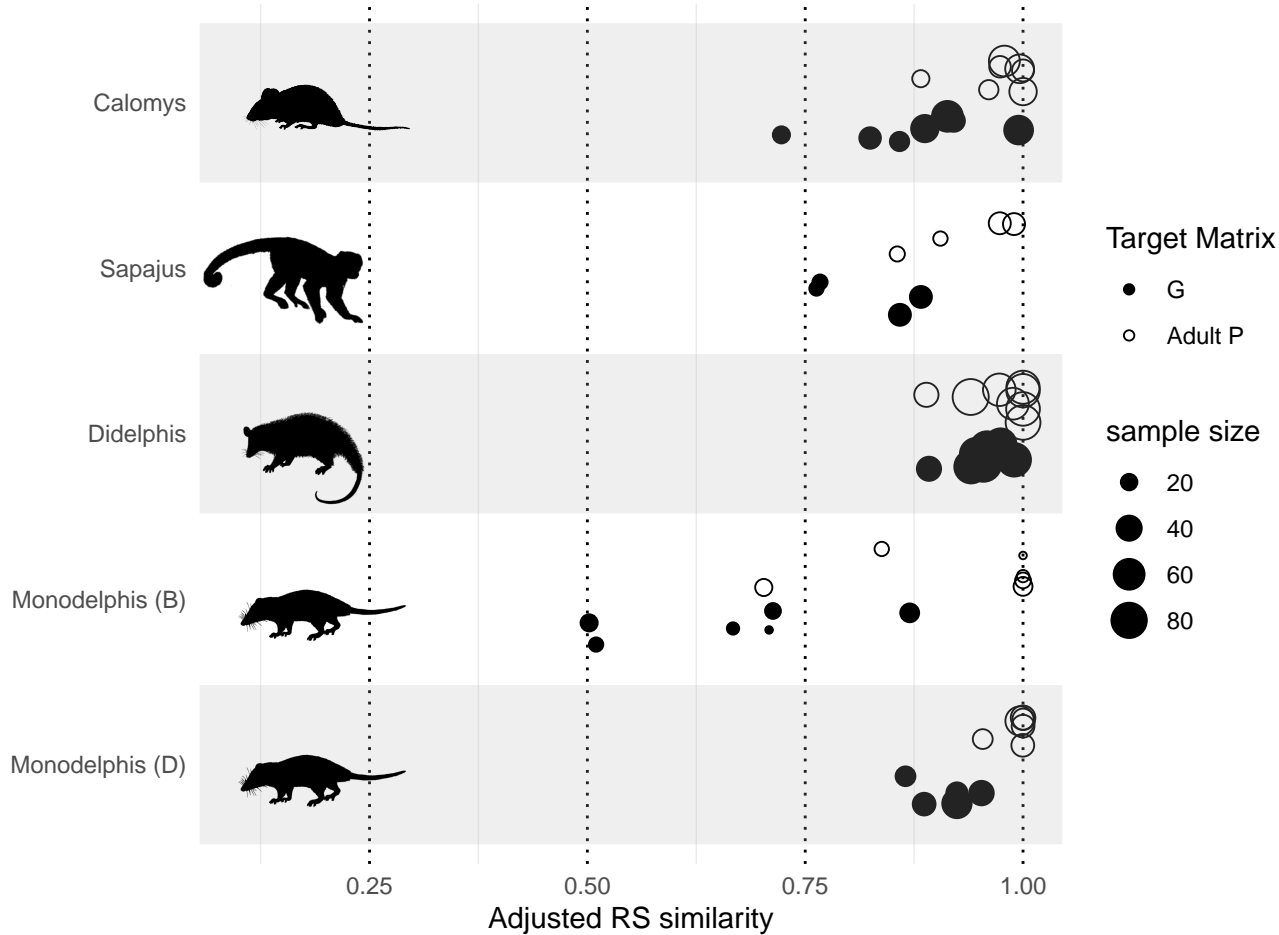 Calomys
Sapajus
Didelphis
Monodelphis (B)
Monodelphis (D)
0.25 0.50 0.75 1.00
Adjusted RS similarity
Target Matrix
G
Adult P
sample size
20
40
60
80